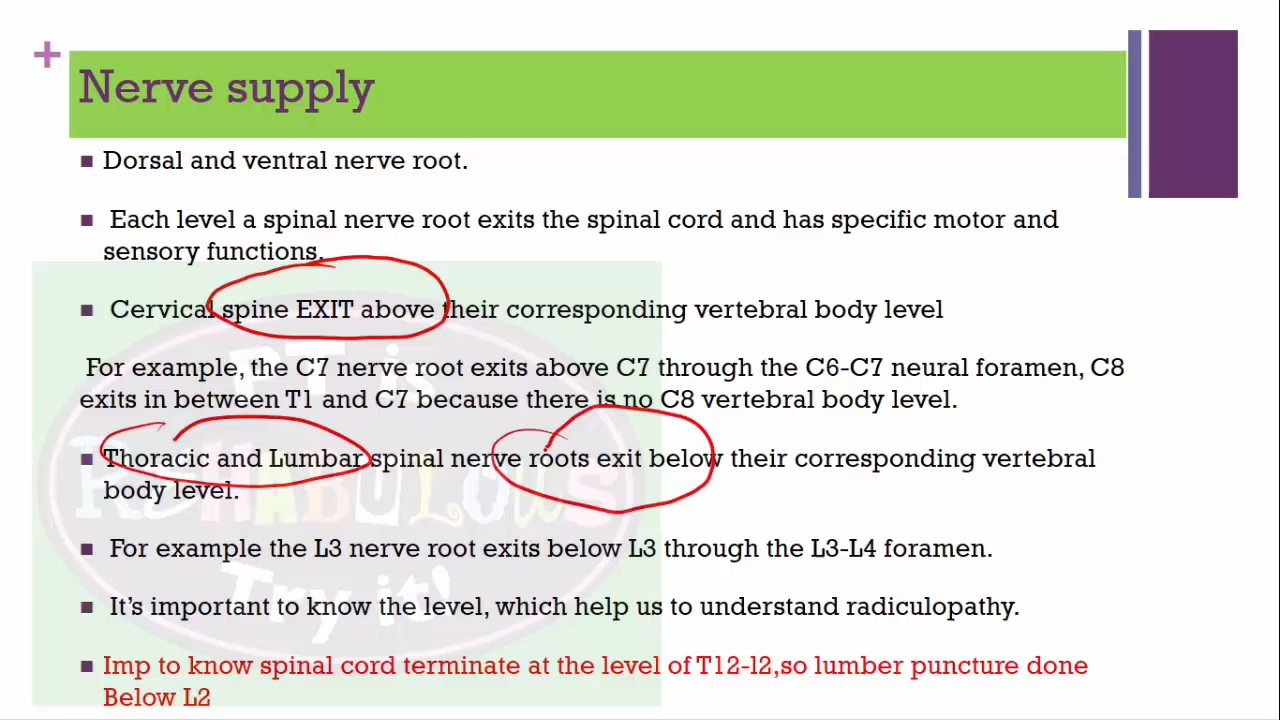 +
Nerve supply
Dorsal and ventral nerve root.
Each level a spinal nerve root exits the spinal cord and has specific motor and
sensory functions.
Cervical spine EXIT above their corresponding vertebral body level
For example, the C7 nerve root exits above C7 through the C6-C7 neural foramen, C8
exits in between T1 and C7 because there is no C8 vertebral body level.
Thoracic and Lumbar spinal nerve roots exit below their corresponding vertebral
body level.
For example the L3 nerve root exits below L3 through the L3-L4 foramen.
It’s important to know the level, which help us to understand radiculopathy.
Imp to know spinal cord terminate at the level of T12-l2,so lumber puncture done
Below L2
PT is
REHABULOUS
Try it!